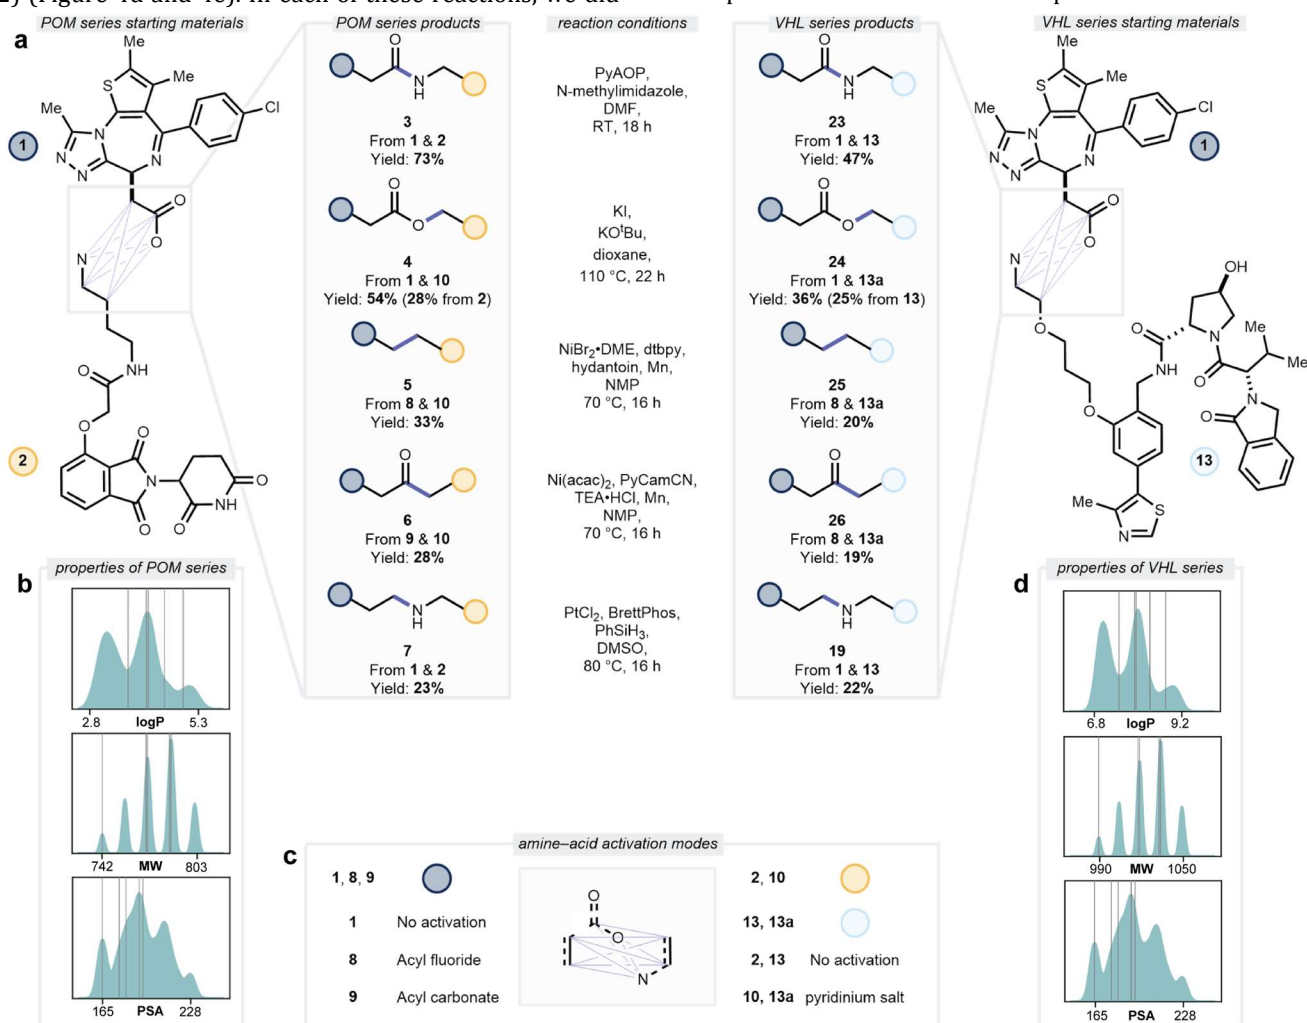 2) (Figure 4a and 4c). In each of these reactions, we did
POM series starting materials
POM series products
reaction conditions
VHL series products
VHL series starting materials
a
Me
Me
S
Me
N
N
N
N
Cl
1
O
O
N
NH
O
O
2
O
N
O
O
NH
O
O
N
H
3
From 1 & 2
Yield: 73%
O
O
4
From 1 & 10
Yield: 54% (28% from 2)
5
From 8 & 10
Yield: 33%
O
6
From 9 & 10
Yield: 28%
N
H
7
From 1 & 2
Yield: 23%
PyAOP,
N-methylimidazole,
DMF,
RT, 18 h
KI,
KOᵗBu,
dioxane,
110 °C, 22 h
NiBr₂•DME, dtbpy,
hydantoin, Mn,
NMP
70 °C, 16 h
Ni(acac)₂, PyCamCN,
TEA•HCl, Mn,
NMP,
70 °C, 16 h
PtCl₂, BrettPhos,
PhSiH₃,
DMSO,
80 °C, 16 h
O
N
H
23
From 1 & 13
Yield: 47%
O
O
24
From 1 & 13a
Yield: 36% (25% from 13)
25
From 8 & 13a
Yield: 20%
O
26
From 8 & 13a
Yield: 19%
N
H
19
From 1 & 13
Yield: 22%
Me
Me
S
Me
N
N
N
N
Cl
1
O
O
N
O
OH
O
N
NH
O
Me
Me
N
O
O
13
Me
S
N
b
properties of POM series
2.8 logP 5.3
742 MW 803
165 PSA 228
c
amine–acid activation modes
1, 8, 9
1 No activation
8 Acyl fluoride
9 Acyl carbonate
O
O
N
2, 10
13, 13a
2, 13 No activation
10, 13a pyridinium salt
d
properties of VHL series
6.8 logP 9.2
990 MW 1050
165 PSA 228